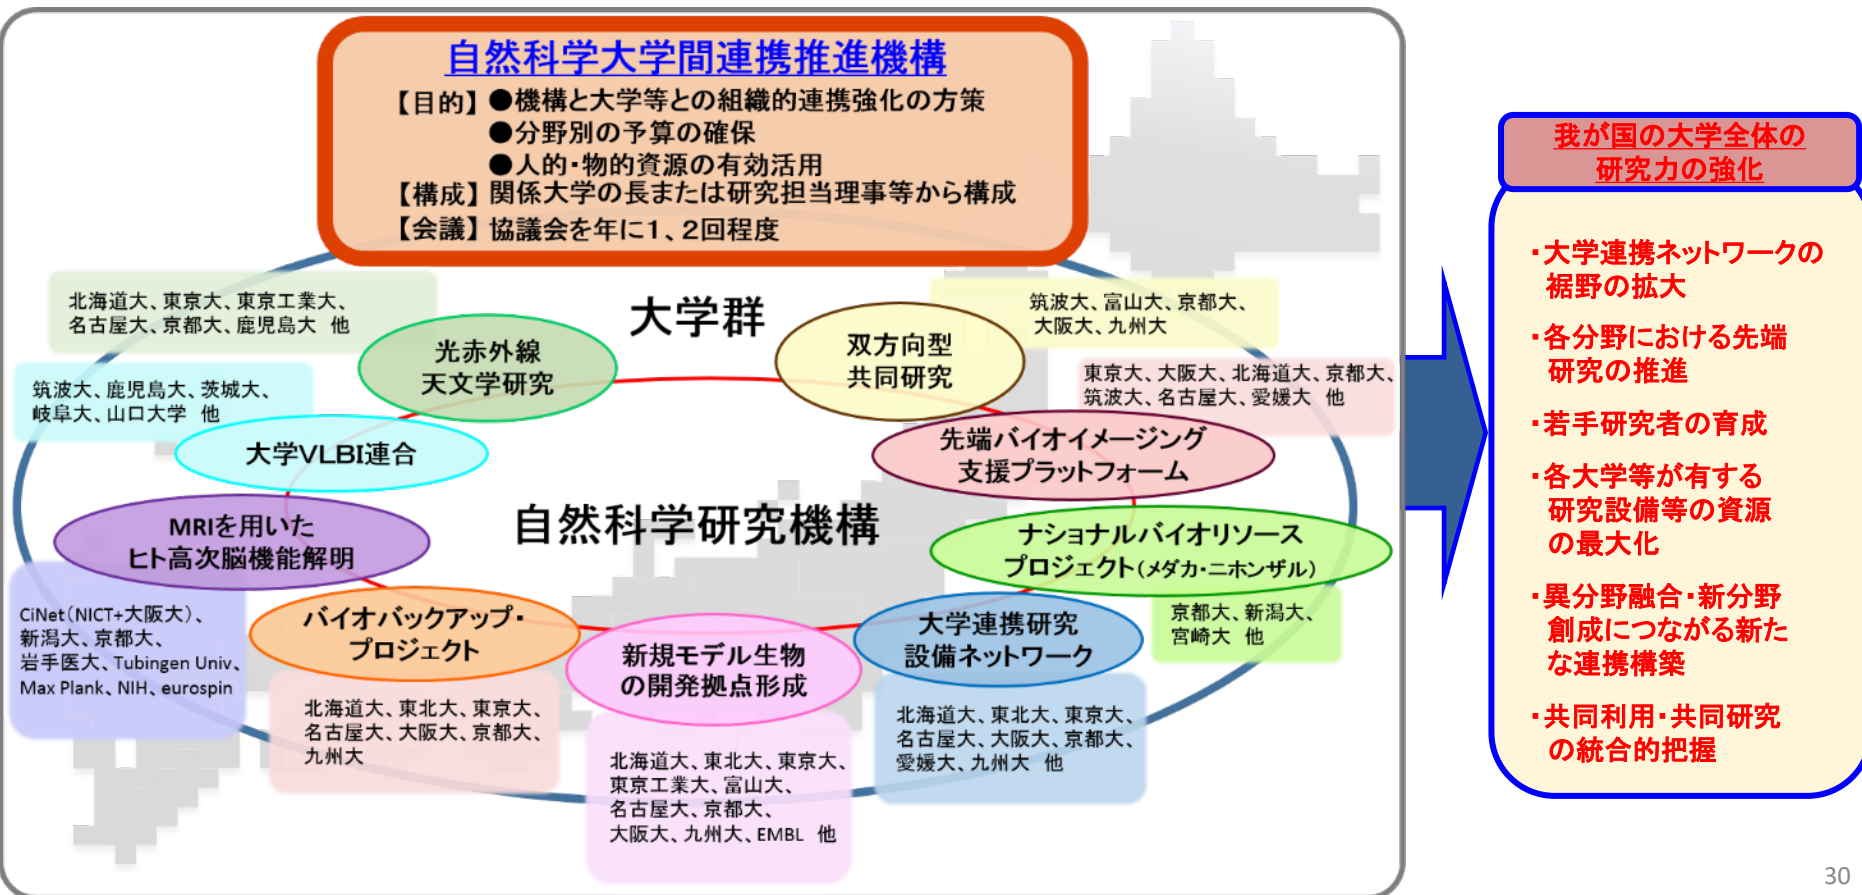 自然科学大学間連携推進機構
【目的】●機構と大学等との組織的連携強化の方策
●分野別の予算の確保
●人的・物的資源の有効活用
【構成】関係大学の長または研究担当理事等から構成
【会議】協議会を年に1、2回程度
大学群
北海道大、東京大、東京工業大、
名古屋大、京都大、鹿児島大 他
光赤外線
天文学研究
双方向型
共同研究
筑波大、富山大、京都大、
大阪大、九州大
筑波大、鹿児島大、茨城大、
岐阜大、山口大学 他
大学VLBI連合
東京大、大阪大、北海道大、京都大、
筑波大、名古屋大、愛媛大 他
先端バイオイメージング
支援プラットフォーム
自然科学研究機構
MRIを用いた
ヒト高次脳機能解明
CiNet(NICT+大阪大)、
新潟大、京都大、
岩手医大、Tubingen Univ、
Max Plank、NIH、eurospin
ナショナルバイオリソース
プロジェクト(メダカ・ニホンザル)
京都大、新潟大、
宮崎大 他
バイオバックアップ・
プロジェクト
北海道大、東北大、東京大、
名古屋大、大阪大、京都大、
九州大
新規モデル生物
の開発拠点形成
北海道大、東北大、東京大、
東京工業大、富山大、
名古屋大、京都大、
大阪大、九州大、EMBL 他
大学連携研究
設備ネットワーク
北海道大、東北大、東京大、
名古屋大、大阪大、京都大、
愛媛大、九州大 他
我が国の大学全体の
研究力の強化
・大学連携ネットワークの
裾野の拡大
・各分野における先端
研究の推進
・若手研究者の育成
・各大学等が有する
研究設備等の資源
の最大化
・異分野融合・新分野
創成につながる新た
な連携構築
・共同利用・共同研究
の統合的把握
30